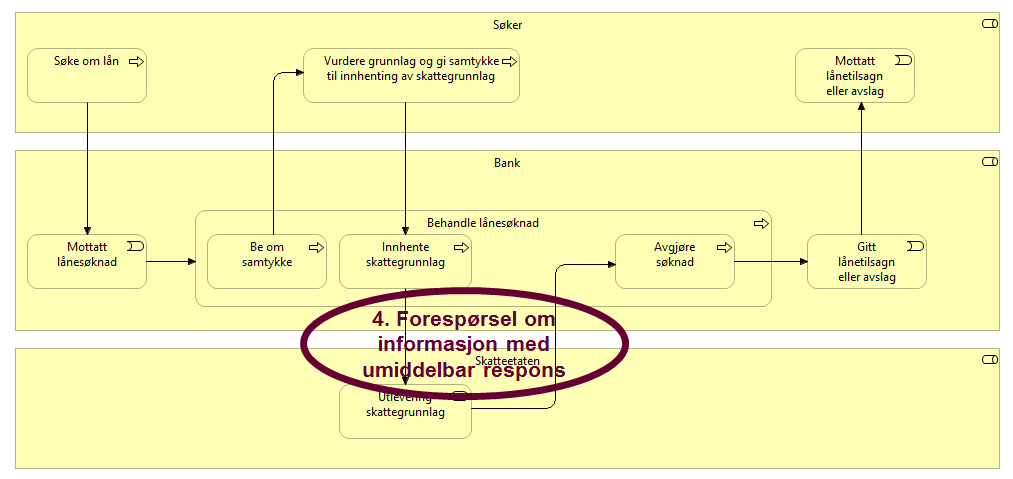 Søker
Søke om lån
Vurdere grunnlag og gi samtykke
til innhenting av skattegrunnlag
Mottatt
lånetilsagn
eller avslag
Bank
Behandle lånesøknad
Mottatt
lånesøknad
Be om
samtykke
Innhente
skattegrunnlag
Avgjøre
søknad
Gitt
lånetilsagn
eller avslag
4. Forespørsel om
informasjon med
umiddelbar respons
Skatteetaten
Utlevering
skattegrunnlag